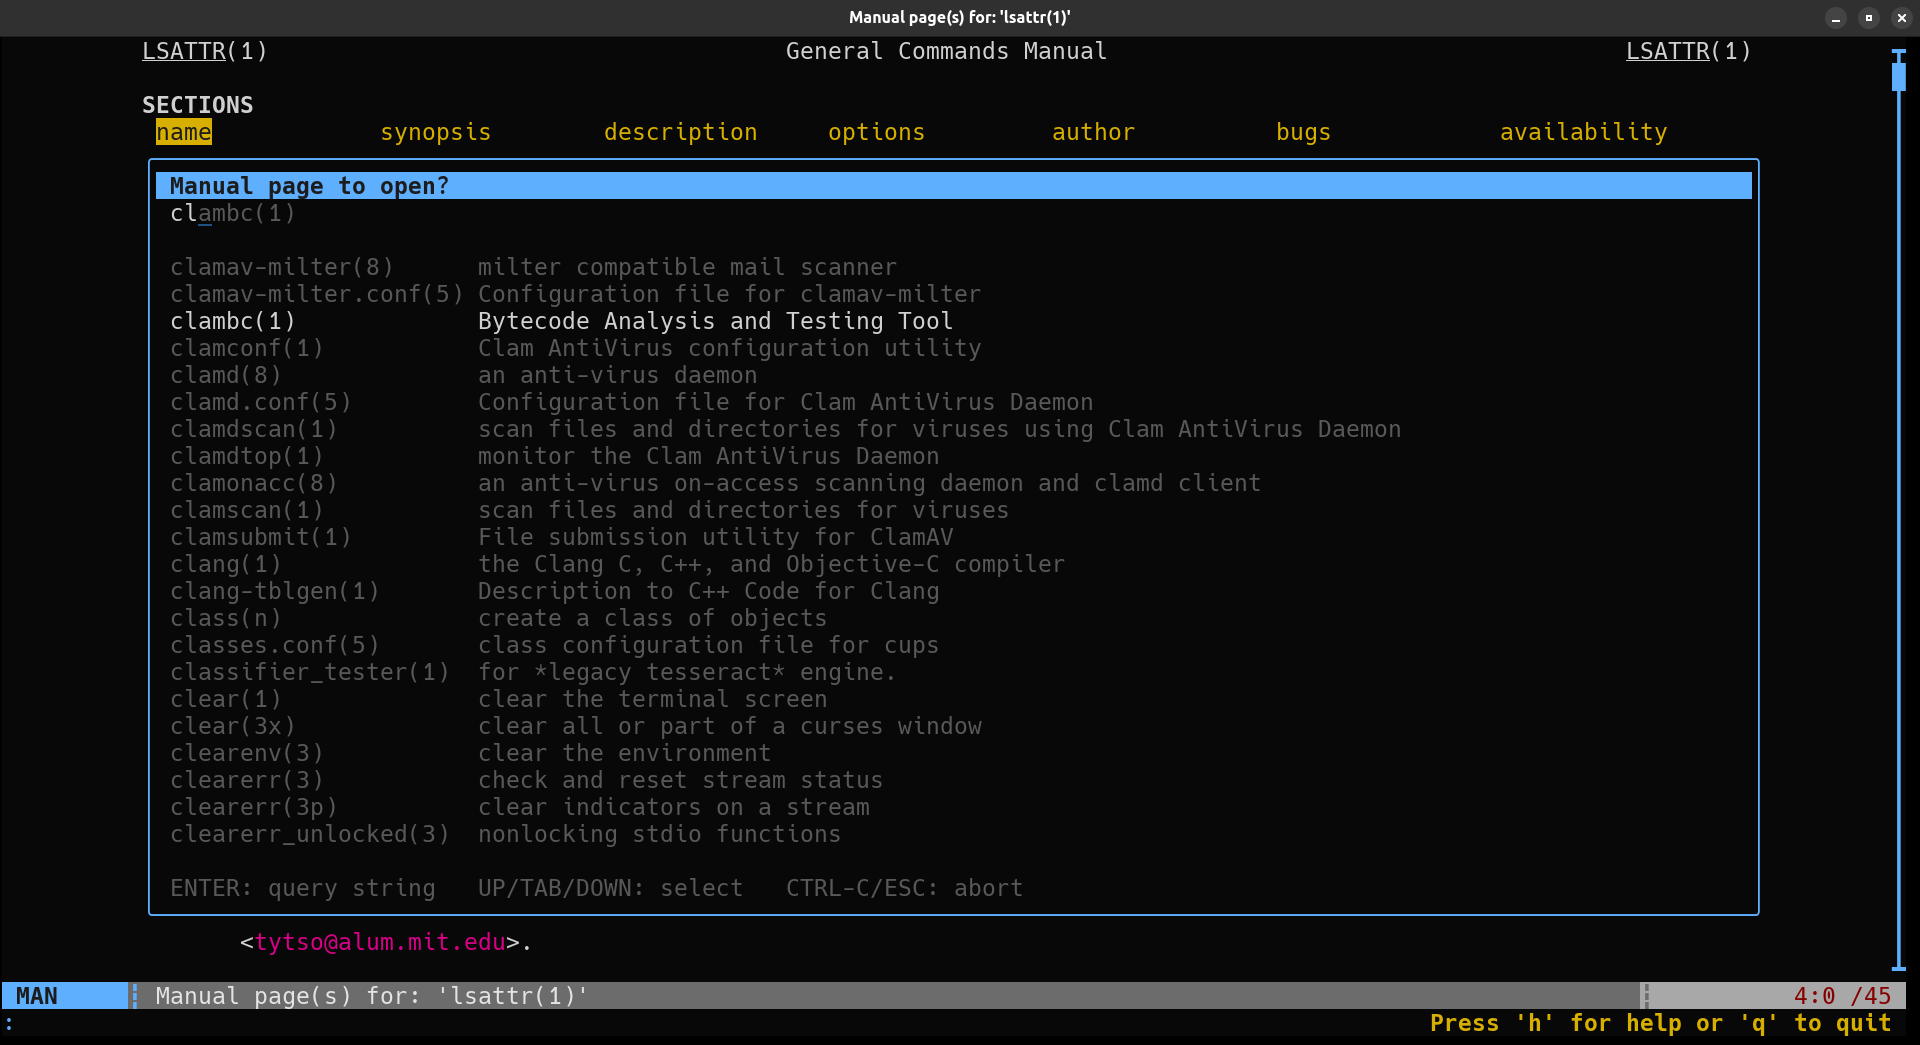 Manual page(s) for: 'lsattr(1)'
LSATTR(1) General Commands Manual LSATTR(1)
SECTIONS
name synopsis description options author bugs availability
Manual page to open?
clambc(1)
clamav-milter(8) milter compatible mail scanner
clamav-milter.conf(5) Configuration file for clamav-milter
clambc(1) Bytecode Analysis and Testing Tool
clamconf(1) Clam AntiVirus configuration utility
clamd(8) an anti-virus daemon
clamd.conf(5) Configuration file for Clam AntiVirus Daemon
clamdscan(1) scan files and directories for viruses using Clam AntiVirus Daemon
clamdtop(1) monitor the Clam AntiVirus Daemon
clamonacc(8) an anti-virus on-access scanning daemon and clamd client
clamscan(1) scan files and directories for viruses
clamsubmit(1) File submission utility for ClamAV
clang(1) the Clang C, C++, and Objective-C compiler
clang-tblgen(1) Description to C++ Code for Clang
class(n) create a class of objects
classes.conf(5) class configuration file for cups
classifier_tester(1) for *legacy tesseract* engine.
clear(1) clear the terminal screen
clear(3x) clear all or part of a curses window
clearenv(3) clear the environment
clearerr(3) check and reset stream status
clearerr(3p) clear indicators on a stream
clearerr_unlocked(3) nonlocking stdio functions
ENTER: query string UP/TAB/DOWN: select CTRL-C/ESC: abort
<tytso@alum.mit.edu>.
MAN Manual page(s) for: 'lsattr(1)' 4:0 /45
: Press 'h' for help or 'q' to quit